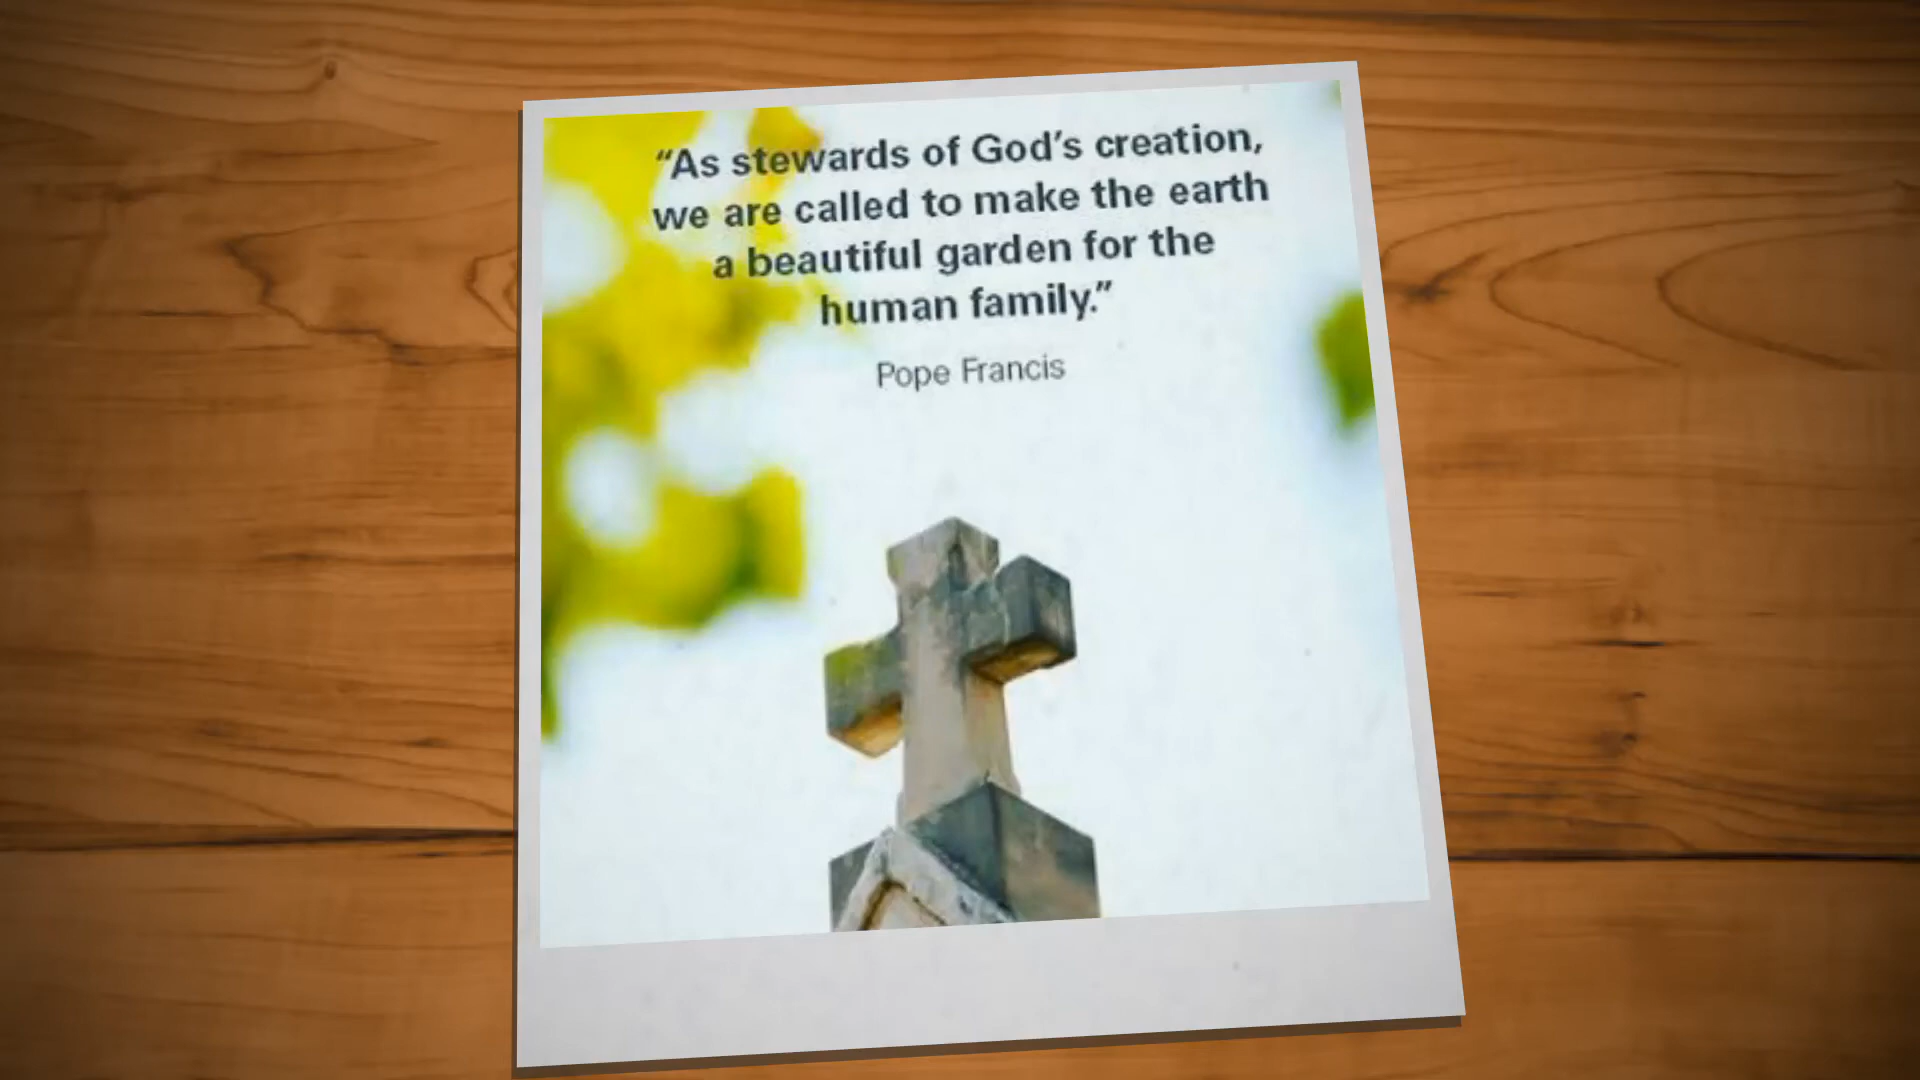 “As stewards of God’s creation,
we are called to make the earth
a beautiful garden for the
human family.”
Pope Francis